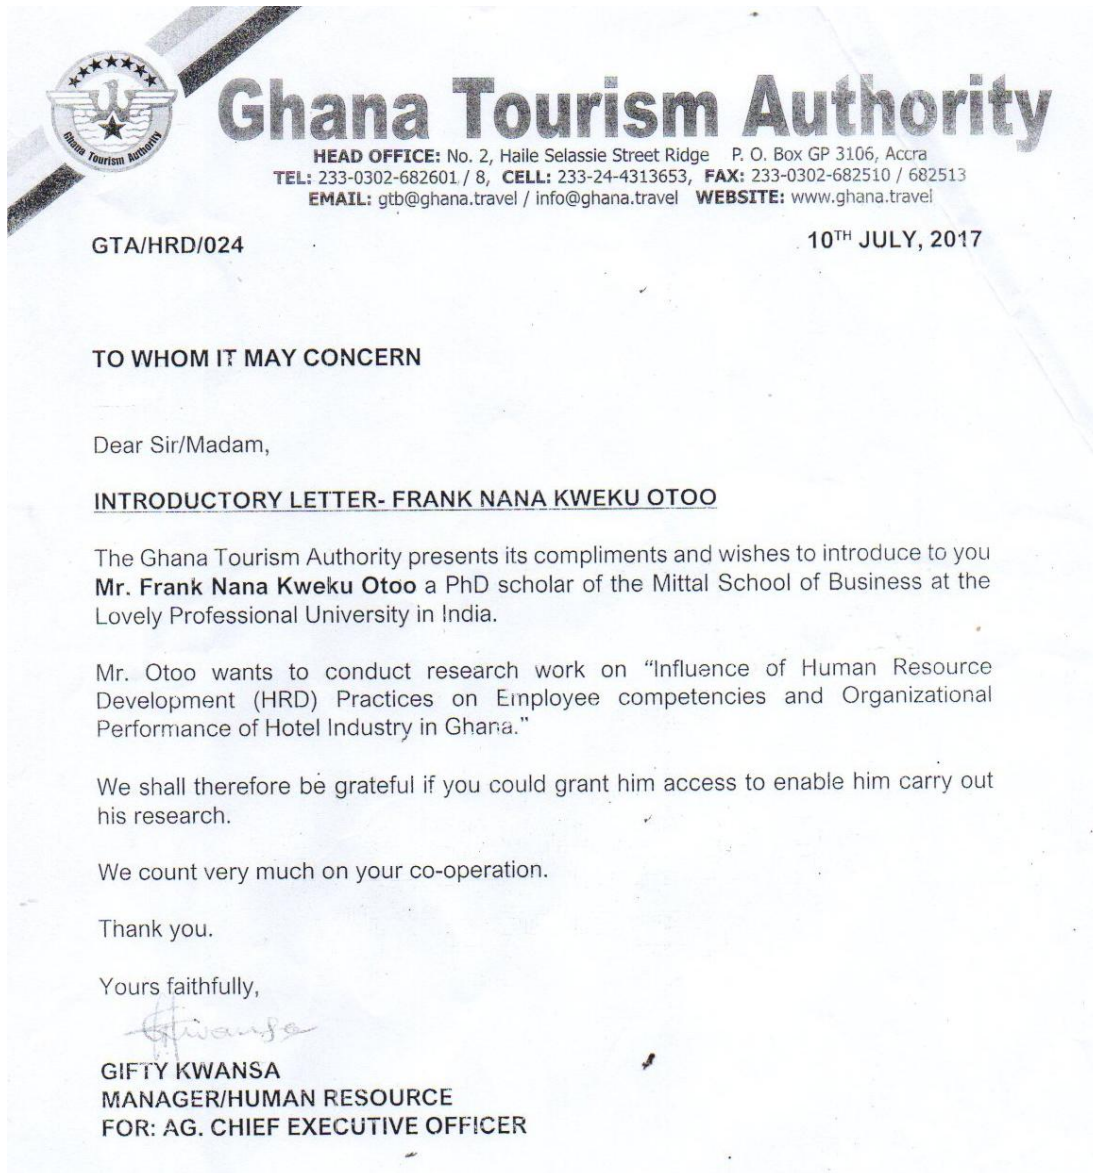 Ghana Tourism Authority
Ghana Tourism Authority
HEAD OFFICE: No. 2, Haile Selassie Street Ridge P. O. Box GP 3106, Accra
TEL: 233-0302-682601 / 8, CELL: 233-24-4313653, FAX: 233-0302-682510 / 682513
EMAIL: gtb@ghana.travel / info@ghana.travel WEBSITE: www.ghana.travel
GTA/HRD/024 10TH JULY, 2017
TO WHOM IT MAY CONCERN
Dear Sir/Madam,
INTRODUCTORY LETTER- FRANK NANA KWEKU OTOO
The Ghana Tourism Authority presents its compliments and wishes to introduce to you
Mr. Frank Nana Kweku Otoo a PhD scholar of the Mittal School of Business at the
Lovely Professional University in India.
Mr. Otoo wants to conduct research work on “Influence of Human Resource
Development (HRD) Practices on Employee competencies and Organizational
Performance of Hotel Industry in Ghana.”
We shall therefore be grateful if you could grant him access to enable him carry out
his research.
We count very much on your co-operation.
Thank you.
Yours faithfully,
GIFTY KWANSA
MANAGER/HUMAN RESOURCE
FOR: AG. CHIEF EXECUTIVE OFFICER